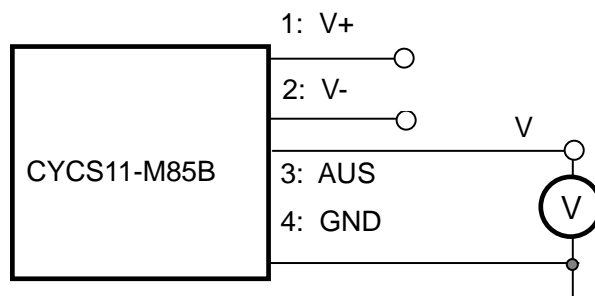 1: V+
2: V-
V
CYCS11-M85B
3: AUS
V
4: GND